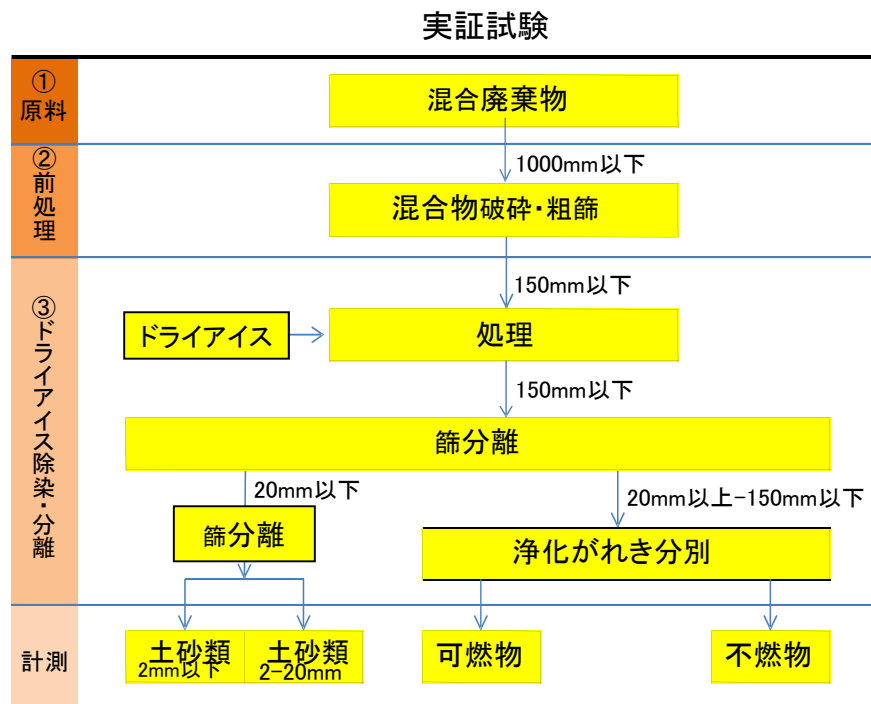 実証試験
①
原料
混合廃棄物
1000mm以下
②前処理
混合物破砕・粗篩
150mm以下
③ドライアイス除染・分離
ドライアイス
処理
150mm以下
篩分離
20mm以下
20mm以上-150mm以下
篩分離
浄化がれき分別
計測
土砂類
2mm以下
土砂類
2-20mm
可燃物
不燃物